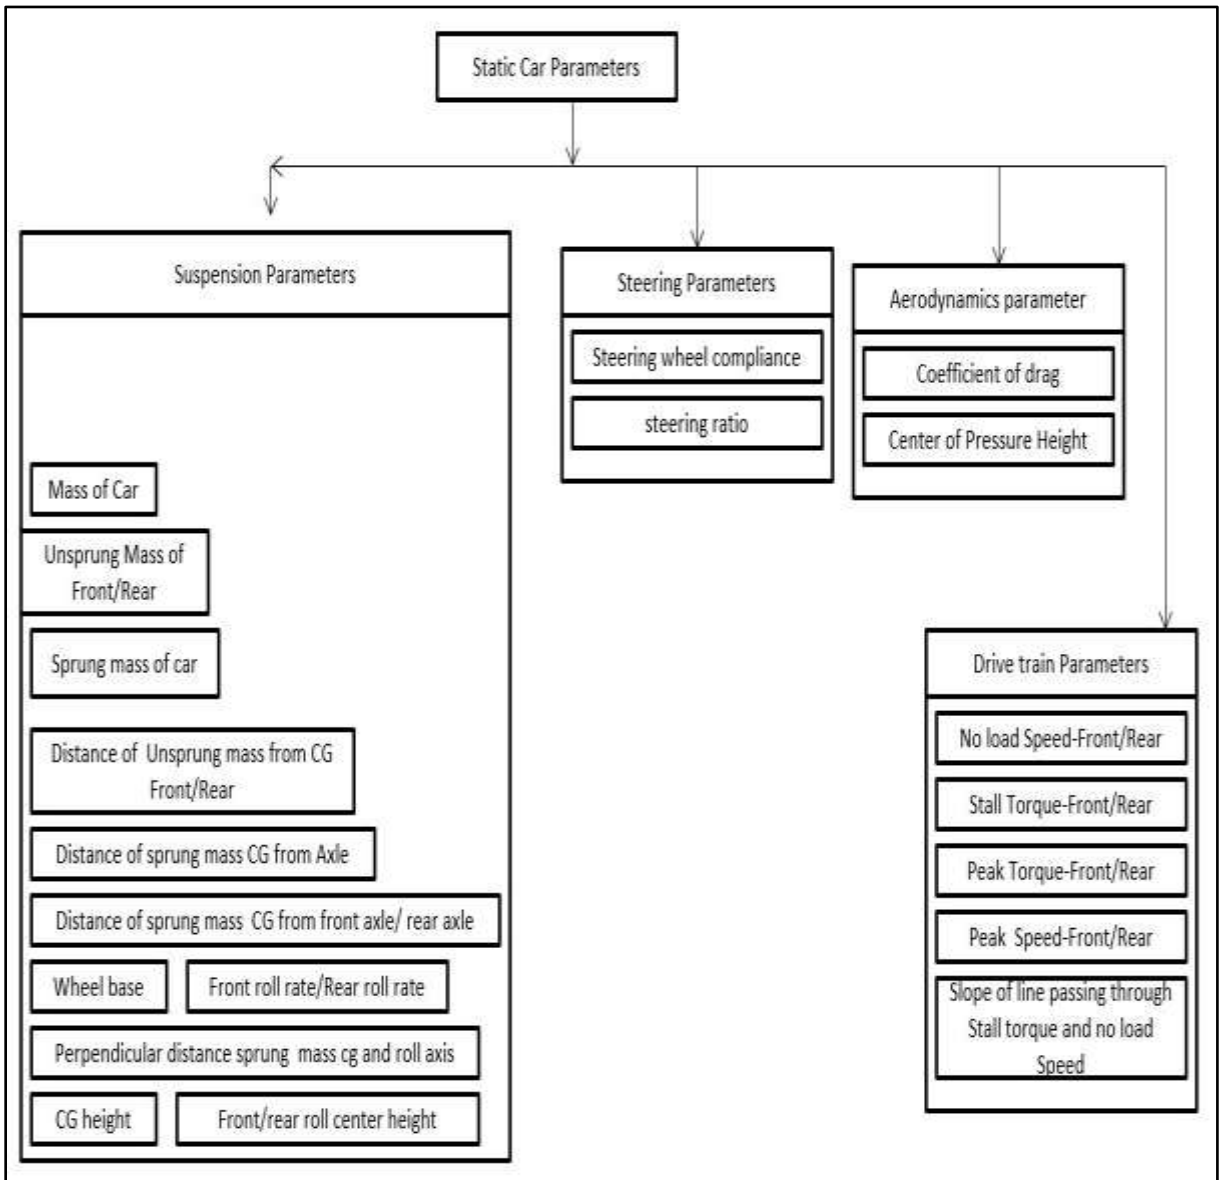 Static Car Parameters
Suspension Parameters
Mass of Car
Unsprung Mass of
Front/Rear
Sprung mass of car
Distance of Unsprung mass from CG
Front/Rear
Distance of sprung mass CG from Axle
Distance of sprung mass CG from front axle/ rear axle
Wheel base
Front roll rate/Rear roll rate
Perpendicular distance sprung mass cg and roll axis
CG height
Front/rear roll center height
Steering Parameters
Steering wheel compliance
steering ratio
Aerodynamics parameter
Coefficient of drag
Center of Pressure Height
Drive train Parameters
No load Speed-Front/Rear
Stall Torque-Front/Rear
Peak Torque-Front/Rear
Peak Speed-Front/Rear
Slope of line passing through
Stall torque and no load
Speed